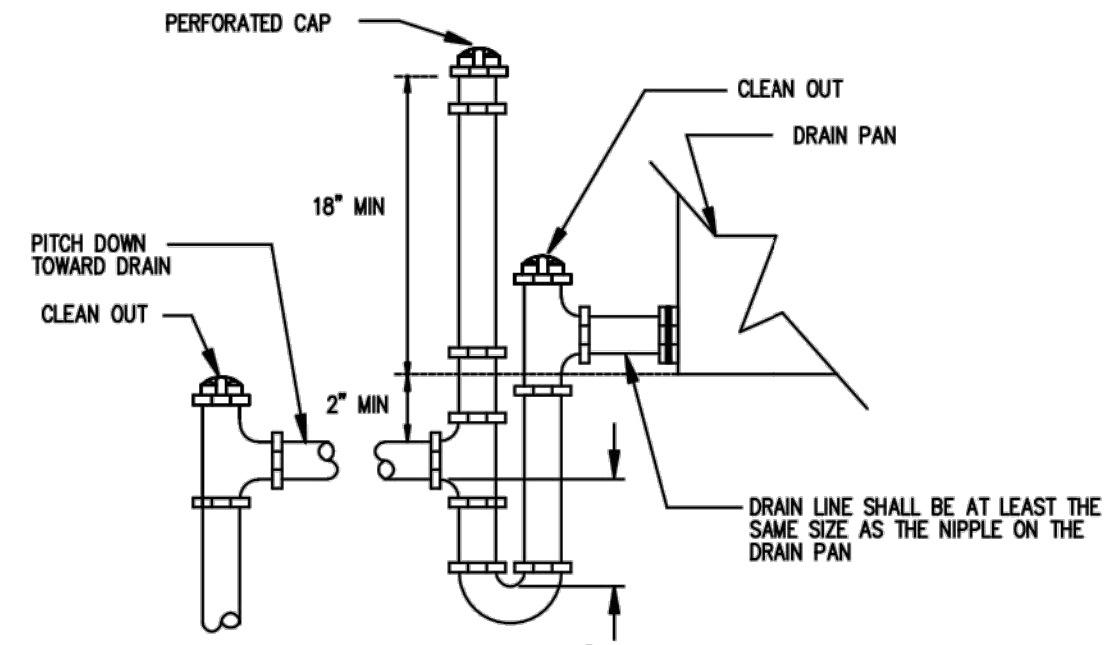 PERFORATED CAP
CLEAN OUT
DRAIN PAN
18" MIN
PITCH DOWN
TOWARD DRAIN
CLEAN OUT
2" MIN
DRAIN LINE SHALL BE AT LEAST THE
SAME SIZE AS THE NIPPLE ON THE
DRAIN PAN